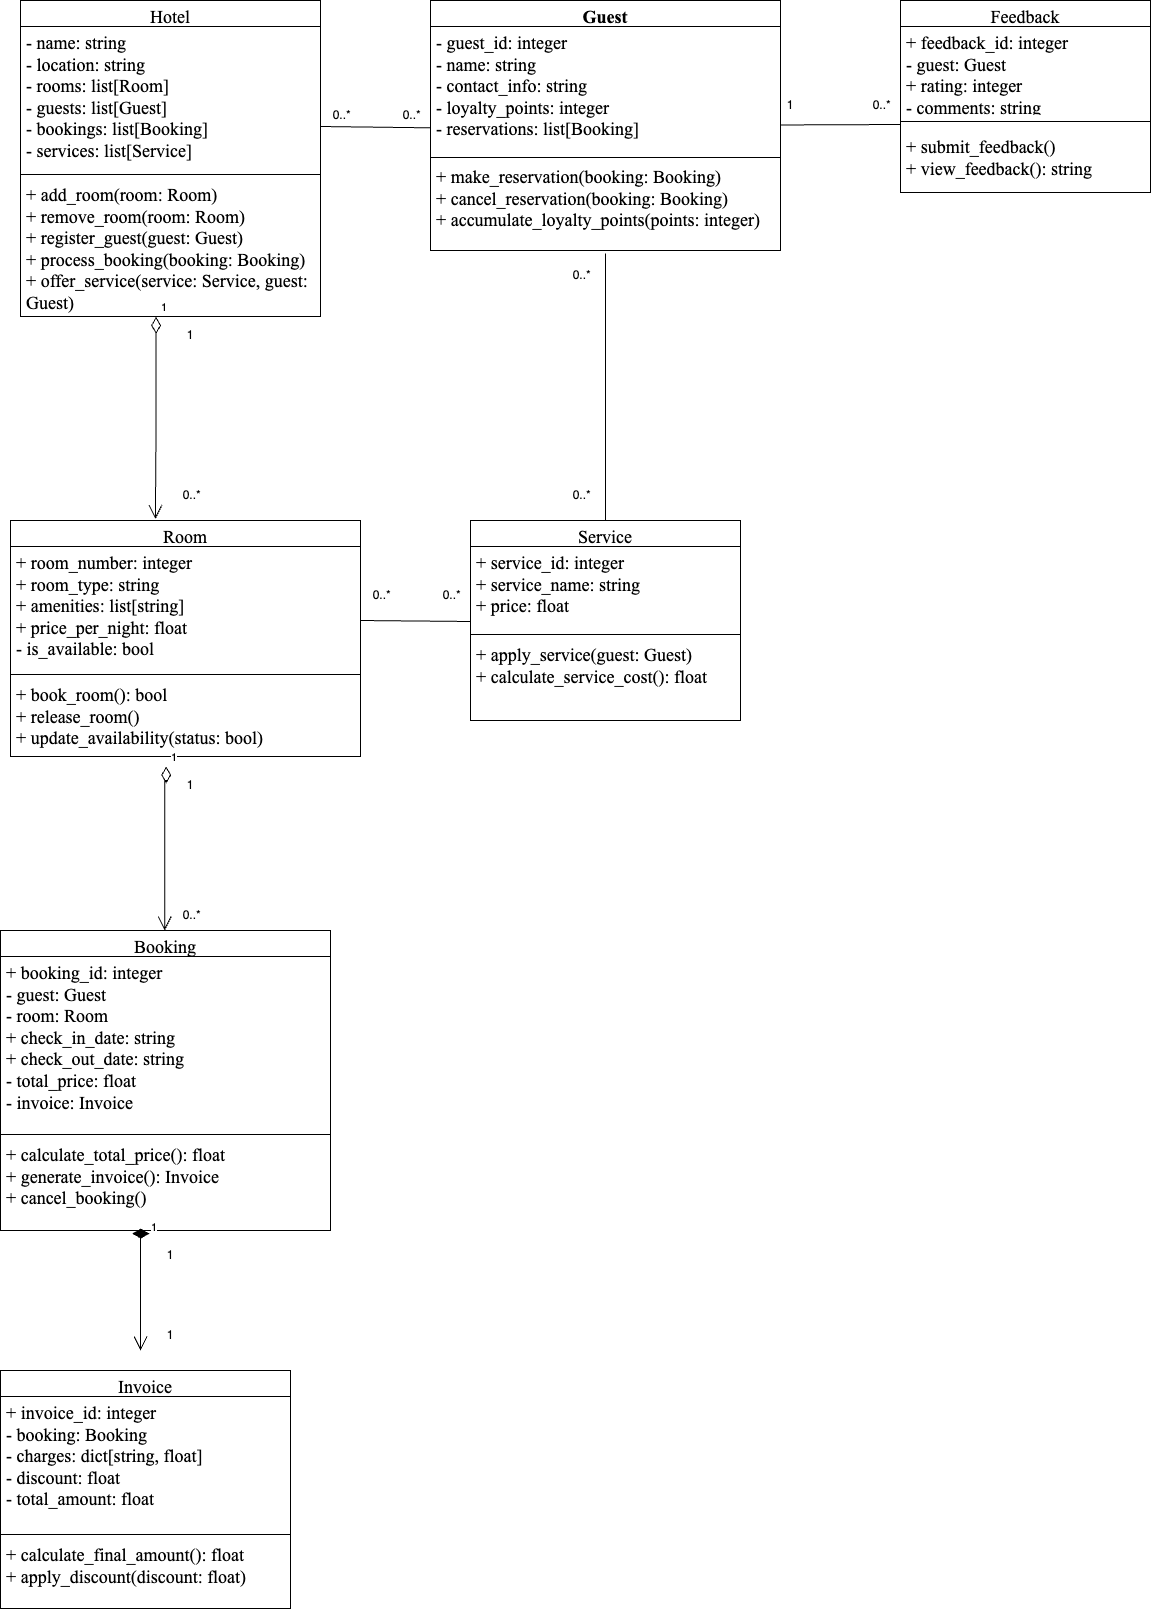 Hotel
- name: string
- location: string
- rooms: list[Room]
- guests: list[Guest]
- bookings: list[Booking]
- services: list[Service]
+ add_room(room: Room)
+ remove_room(room: Room)
+ register_guest(guest: Guest)
+ process_booking(booking: Booking)
+ offer_service(service: Service, guest:
Guest)
0..*
0..*
Guest
- guest_id: integer
- name: string
- contact_info: string
- loyalty_points: integer
- reservations: list[Booking]
+ make_reservation(booking: Booking)
+ cancel_reservation(booking: Booking)
+ accumulate_loyalty_points(points: integer)
1
0..*
Feedback
+ feedback_id: integer
- guest: Guest
+ rating: integer
- comments: string
+ submit_feedback()
+ view_feedback(): string
1
1
0..*
0..*
0..*
Room
+ room_number: integer
+ room_type: string
+ amenities: list[string]
+ price_per_night: float
- is_available: bool
+ book_room(): bool
+ release_room()
+ update_availability(status: bool)
0..*
0..*
Service
+ service_id: integer
+ service_name: string
+ price: float
+ apply_service(guest: Guest)
+ calculate_service_cost(): float
1
1
0..*
Booking
+ booking_id: integer
- guest: Guest
- room: Room
+ check_in_date: string
+ check_out_date: string
- total_price: float
- invoice: Invoice
+ calculate_total_price(): float
+ generate_invoice(): Invoice
+ cancel_booking()
1
1
1
Invoice
+ invoice_id: integer
- booking: Booking
- charges: dict[string, float]
- discount: float
- total_amount: float
+ calculate_final_amount(): float
+ apply_discount(discount: float)